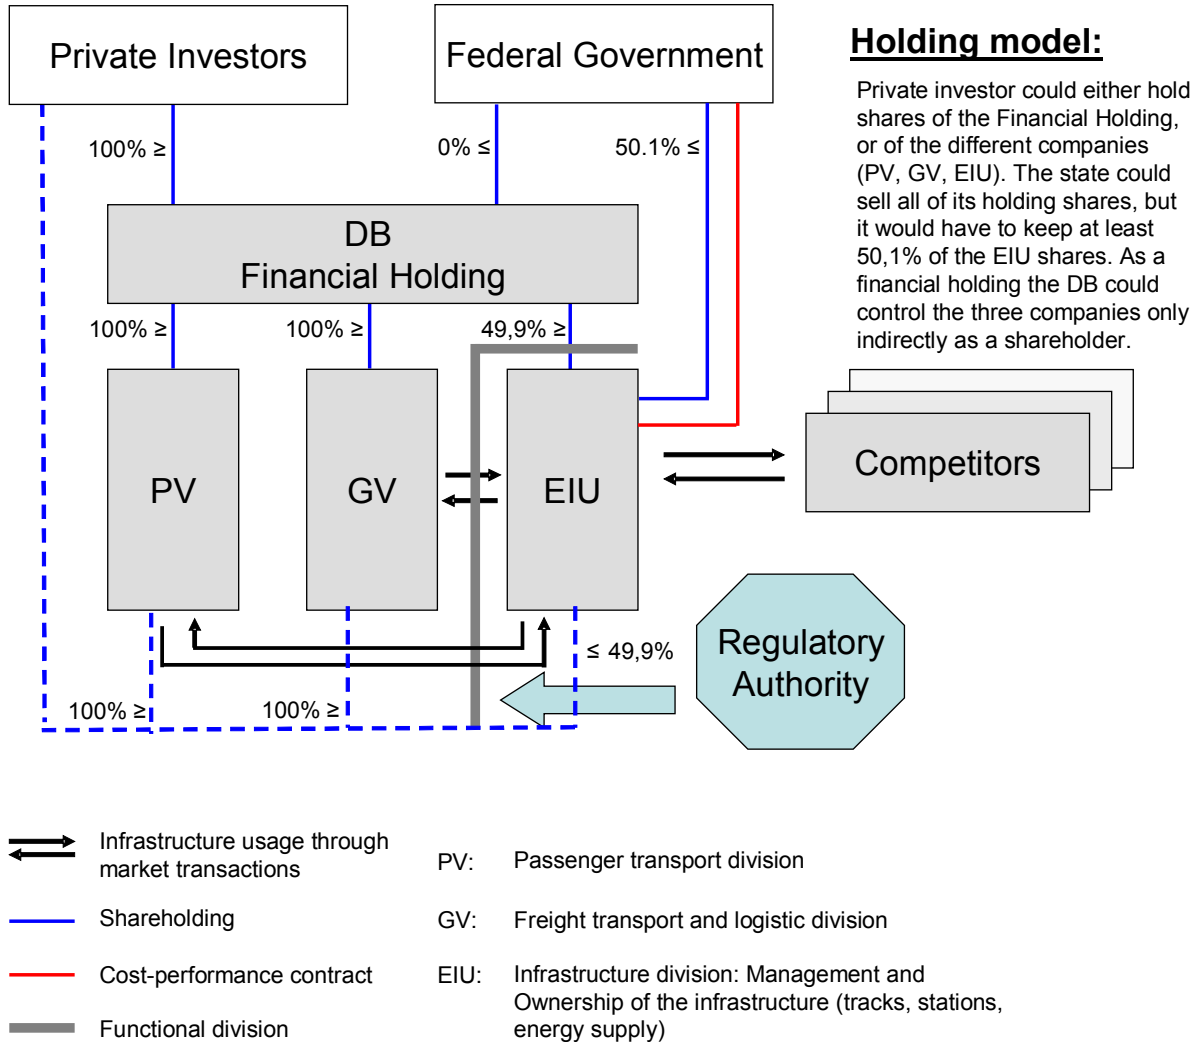 Private Investors
Federal Government
Holding model:
Private investor could either hold
shares of the Financial Holding,
or of the different companies
(PV, GV, EIU). The state could
sell all of its holding shares, but
it would have to keep at least
50,1% of the EIU shares. As a
financial holding the DB could
control the three companies only
indirectly as a shareholder.
100% ≥
0% ≤
50.1% ≤
DB
Financial Holding
100% ≥
100% ≥
49,9% ≥
PV
GV
EIU
Competitors
≤ 49,9%
Regulatory
Authority
100% ≥
100% ≥
Infrastructure usage through
market transactions
Shareholding
Cost-performance contract
Functional division
PV: Passenger transport division
GV: Freight transport and logistic division
EIU: Infrastructure division: Management and
Ownership of the infrastructure (tracks, stations,
energy supply)